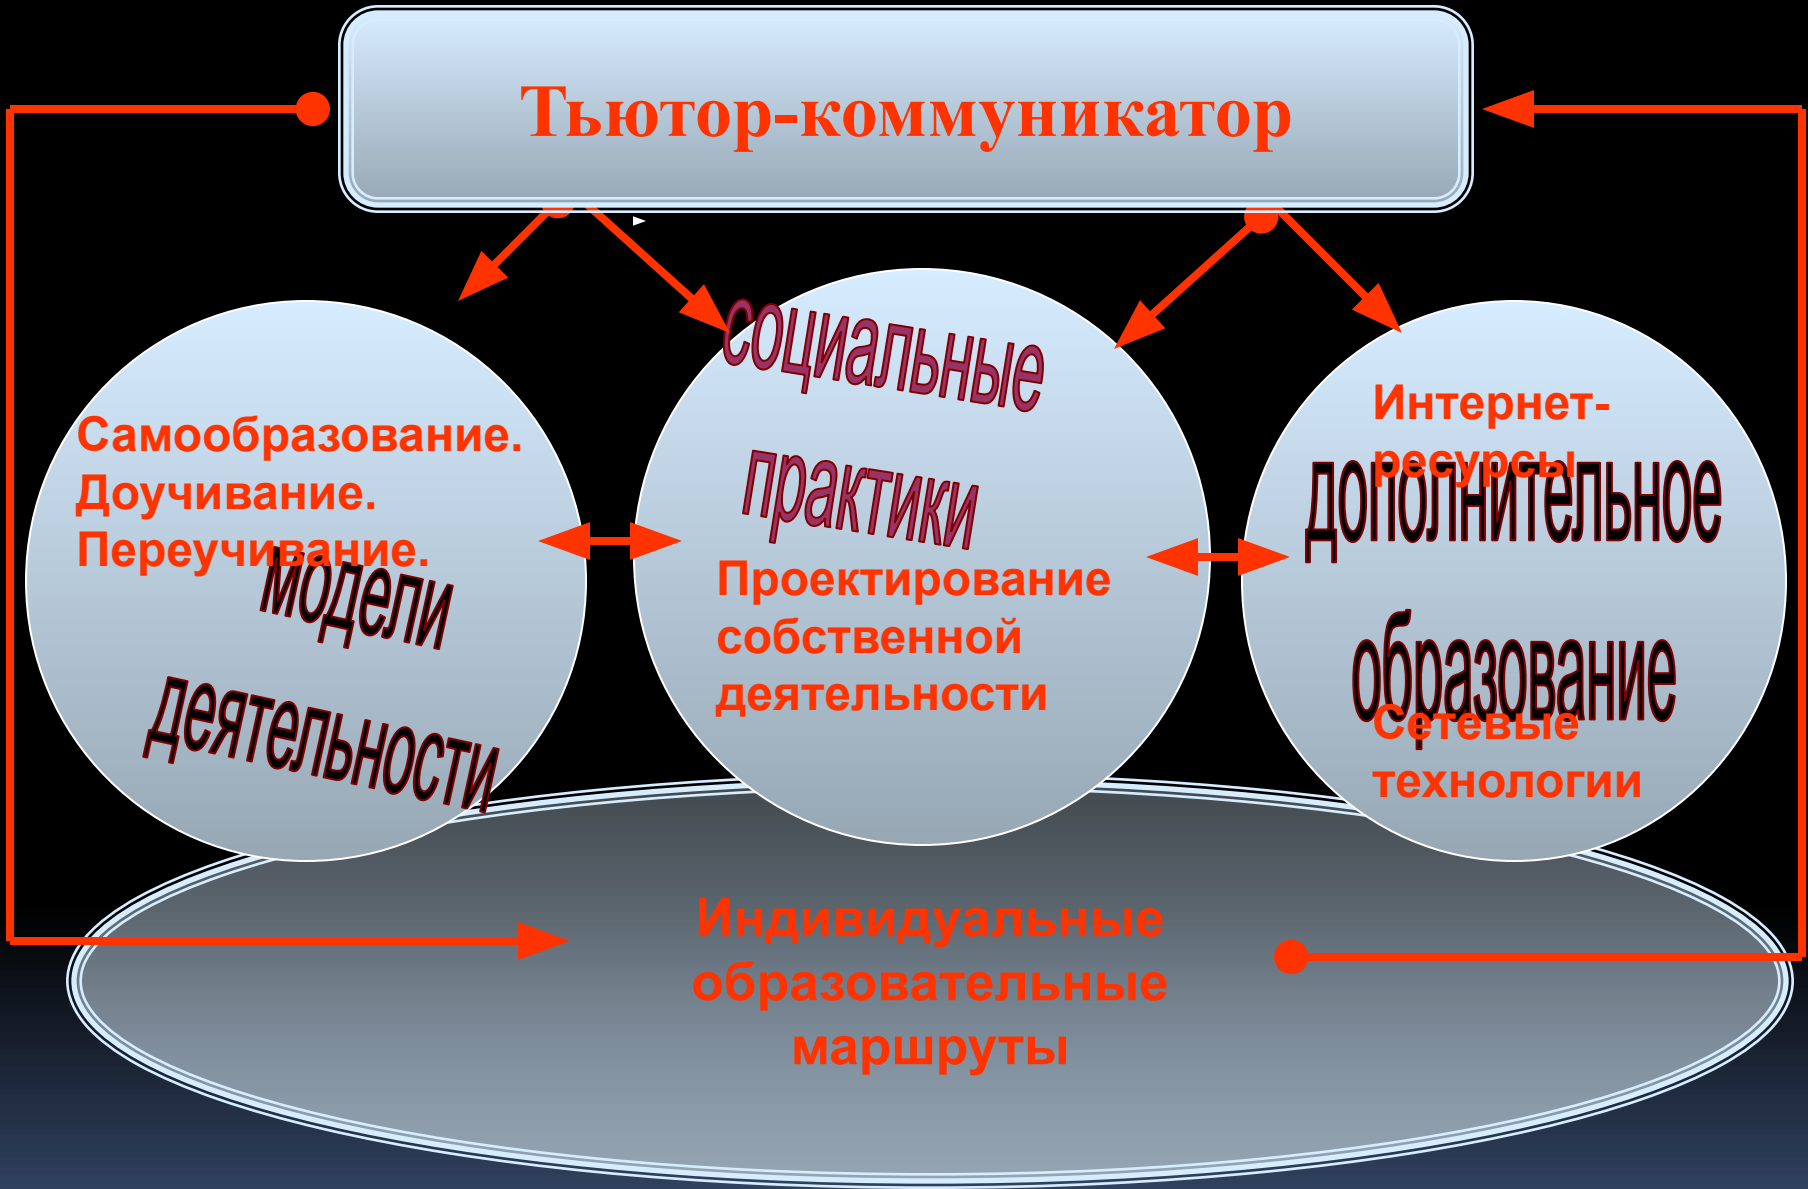 Тьютор-коммуникатор
Самообразование.
Доучивание.
Переучивание.
модели
деятельности
социальные
практики
Проектирование
собственной
деятельности
Интернет-
ресурсы
дополнительное
образование
Сетевые
технологии
Индивидуальные
образовательные
маршруты